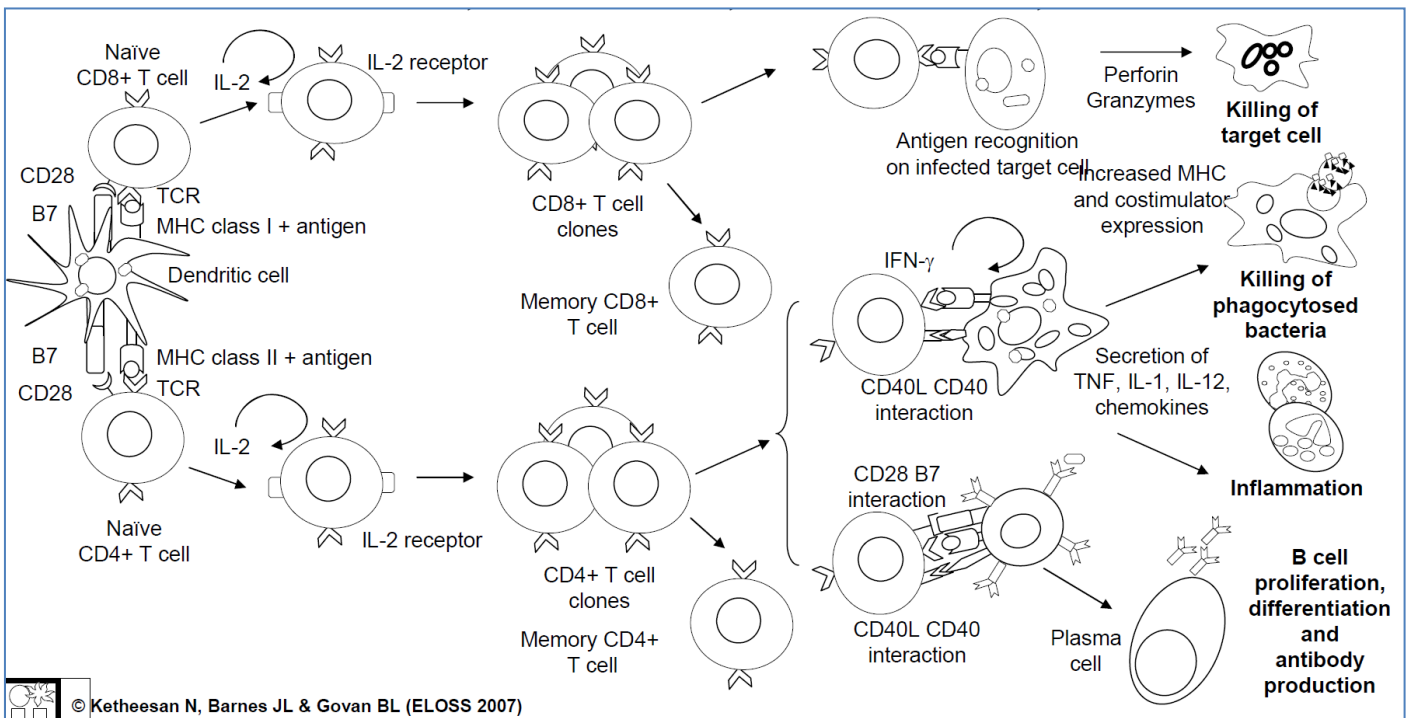 Naïve
CD8+ T cell
IL-2
IL-2 receptor
CD28
B7
TCR
MHC class I + antigen
Dendritic cell
B7
CD28
MHC class II + antigen
TCR
IL-2
IL-2 receptor
Naïve
CD4+ T cell
CD8+ T cell
clones
Memory CD8+
T cell
CD4+ T cell
clones
Memory CD4+
T cell
Antigen recognition
on infected target cell
Perforin
Granzymes
Killing of
target cell
IFN-γ
CD40L CD40
interaction
Increased MHC
and costimulator
expression
Killing of
phagocytosed
bacteria
Secretion of
TNF, IL-1, IL-12,
chemokines
Inflammation
CD28 B7
interaction
CD40L CD40
interaction
Plasma
cell
B cell
proliferation,
differentiation
and
antibody
production
© Ketheesan N, Barnes JL & Govan BL (ELOSS 2007)